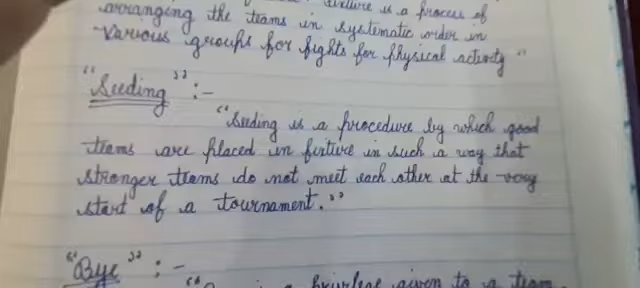 fixture is a process of
arranging the teams in systematic order in
various groups for fights for physical activity"
"Seeding" :-
"Seeding is a procedure by which good
teams are placed in fixture in such a way that
stronger teams do not meet each other at the very
start of a tournament."
"Bye" :-
is a privilege given to a team